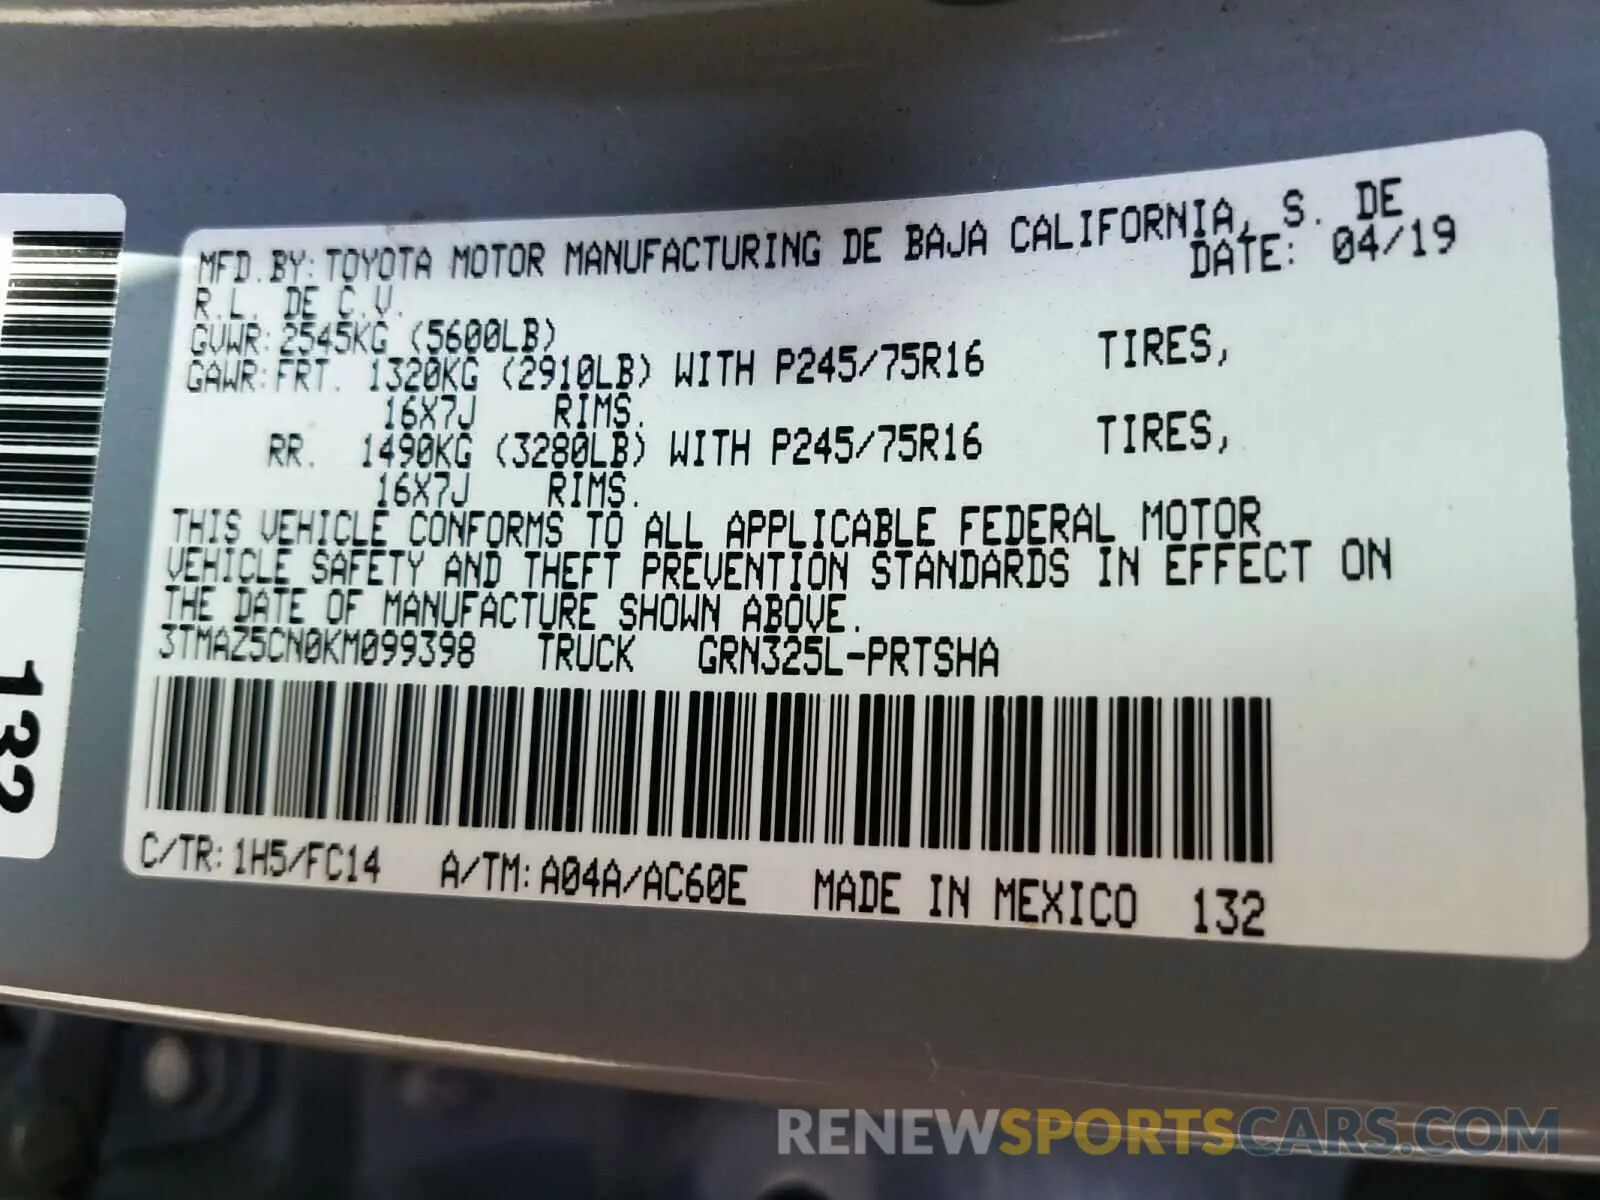 MFD.BY:TOYOTA MOTOR MANUFACTURING DE BAJA CALIFORNIA, S. DE
R.L. DE C.V. DATE: 04/19
GVWR:2545KG (5600LB)
GAWR:FRT. 1320KG (2910LB) WITH P245/75R16 TIRES,
16X7J RIMS.
RR. 1490KG (3280LB) WITH P245/75R16 TIRES,
16X7J RIMS.
THIS VEHICLE CONFORMS TO ALL APPLICABLE FEDERAL MOTOR
VEHICLE SAFETY AND THEFT PREVENTION STANDARDS IN EFFECT ON
THE DATE OF MANUFACTURE SHOWN ABOVE.
3TMAZ5CN0KM099398 TRUCK GRN325L-PRTSHA
C/TR:1H5/FC14 A/TM:A04A/AC60E MADE IN MEXICO 132
132
RENEWSPORTSCARS.COM